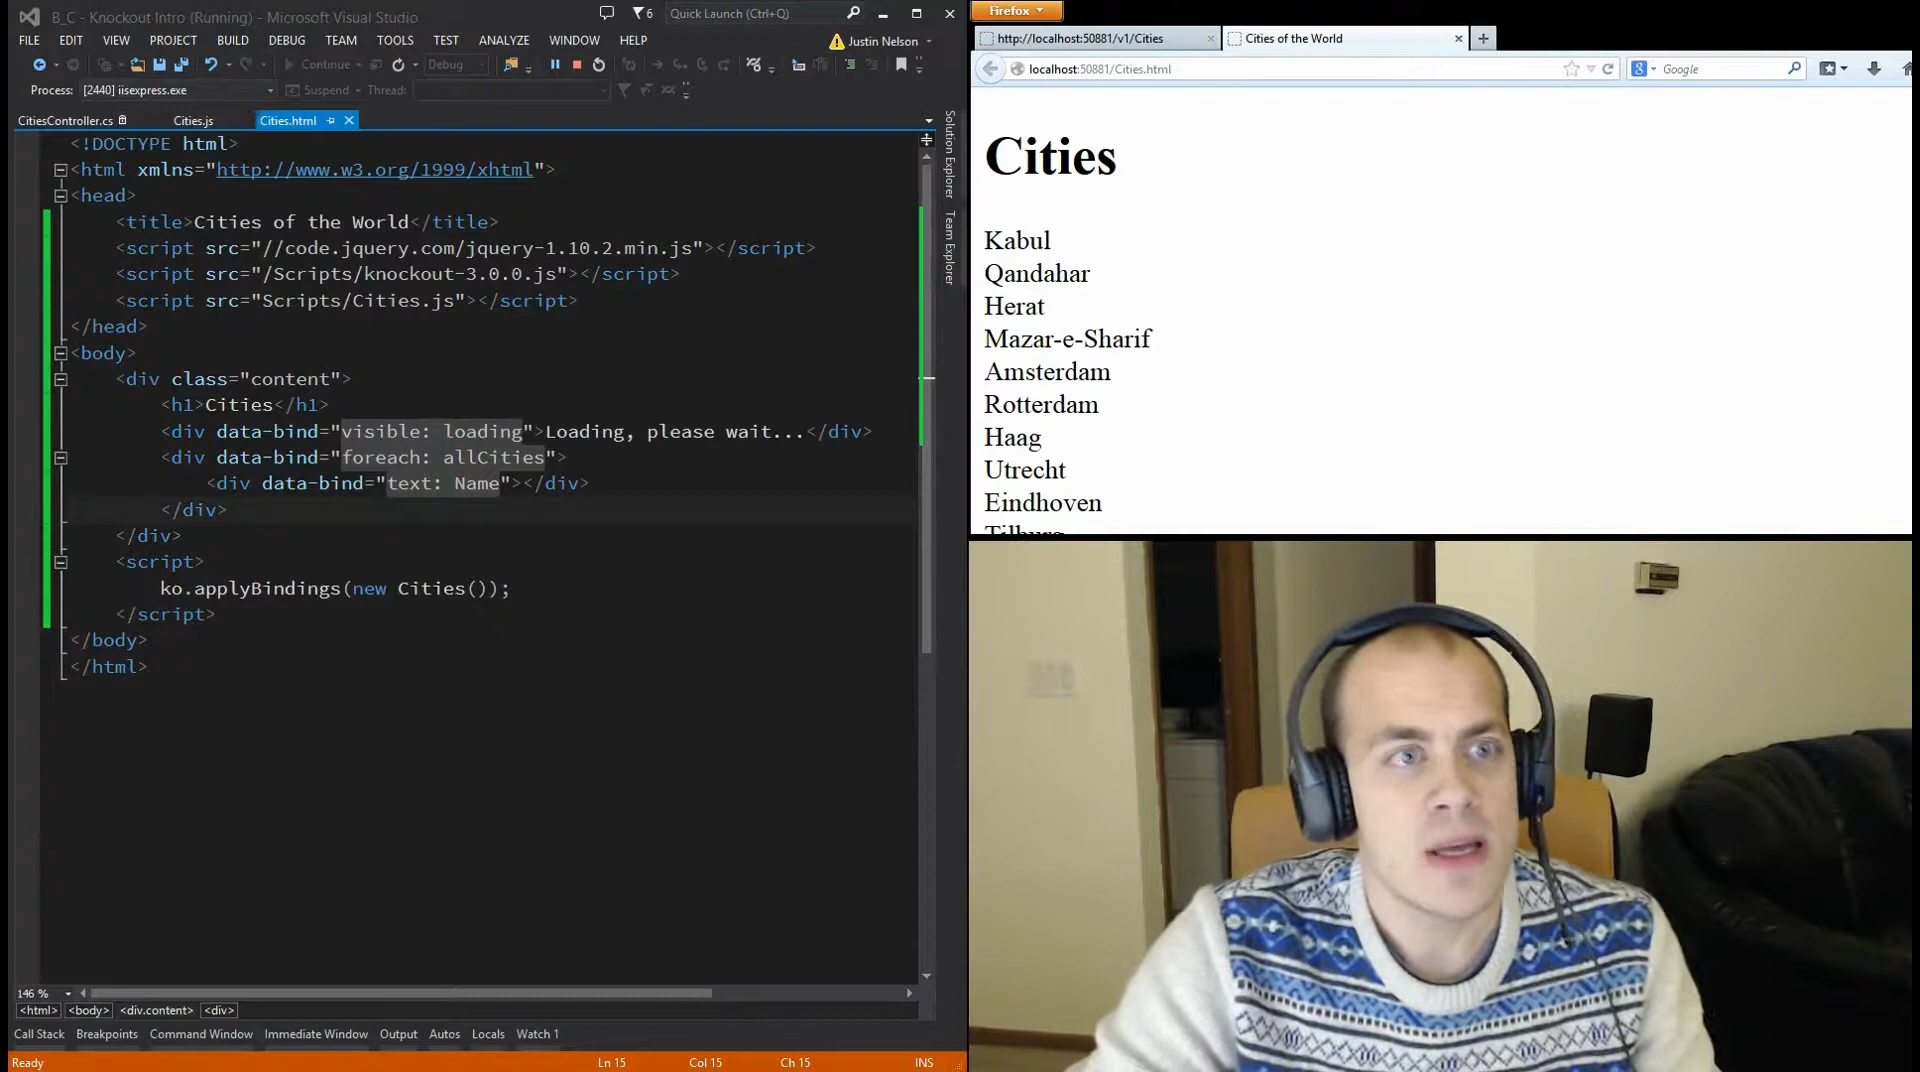 B_C - Knockout Intro (Running) - Microsoft Visual Studio
6
Quick Launch (Ctrl+Q)
FILE EDIT VIEW PROJECT BUILD DEBUG TEAM TOOLS TEST ANALYZE WINDOW HELP
Justin Nelson
Continue
Debug
Process: [2440] iisexpress.exe
Suspend
Thread:
CitiesController.cs
Cities.js
Cities.html
<!DOCTYPE html>
<html xmlns="http://www.w3.org/1999/xhtml">
<head>
<title>Cities of the World</title>
<script src="//code.jquery.com/jquery-1.10.2.min.js"></script>
<script src="/Scripts/knockout-3.0.0.js"></script>
<script src="Scripts/Cities.js"></script>
</head>
<body>
<div class="content">
<h1>Cities</h1>
<div data-bind="visible: loading">Loading, please wait...</div>
<div data-bind="foreach: allCities">
<div data-bind="text: Name"></div>
</div>
</div>
<script>
ko.applyBindings(new Cities());
</script>
</body>
</html>
146 %
<html> <body> <div.content> <div>
Call Stack Breakpoints Command Window Immediate Window Output Autos Locals Watch 1
Ready
Ln 15
Col 15
Ch 15
INS
Solution Explorer
Team Explorer
Firefox
http://localhost:50881/v1/Cities
Cities of the World
localhost:50881/Cities.html
Google
Cities
Kabul
Qandahar
Herat
Mazar-e-Sharif
Amsterdam
Rotterdam
Haag
Utrecht
Eindhoven
Tilburg